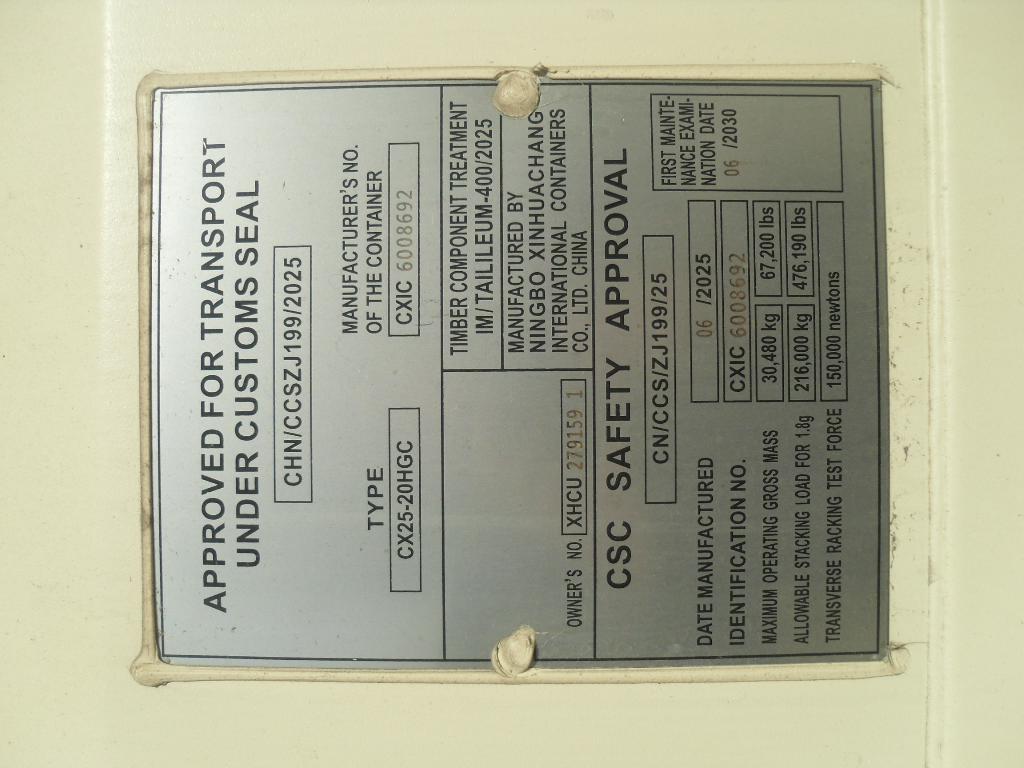 APPROVED FOR TRANSPORT
UNDER CUSTOMS SEAL
CHN/CCSZJ199/2025
TYPE
CX25-20HGC
MANUFACTURER'S NO.
OF THE CONTAINER
CXIC 6008692
OWNER'S NO. XHCU 279159 1
TIMBER COMPONENT TREATMENT
IM/TAILILEUM-400/2025
MANUFACTURED BY
NINGBO XINHUACHANG
INTERNATIONAL CONTAINERS
CO., LTD. CHINA
CSC SAFETY APPROVAL
CN/CCS/ZJ199/25
DATE MANUFACTURED 06 /2025
IDENTIFICATION NO. CXIC 6008692
MAXIMUM OPERATING GROSS MASS 30,480 kg 67,200 lbs
ALLOWABLE STACKING LOAD FOR 1.8g 216,000 kg 476,190 lbs
TRANSVERSE RACKING TEST FORCE 150,000 newtons
FIRST MAINTE-
NANCE EXAMI-
NATION DATE
06 /2030